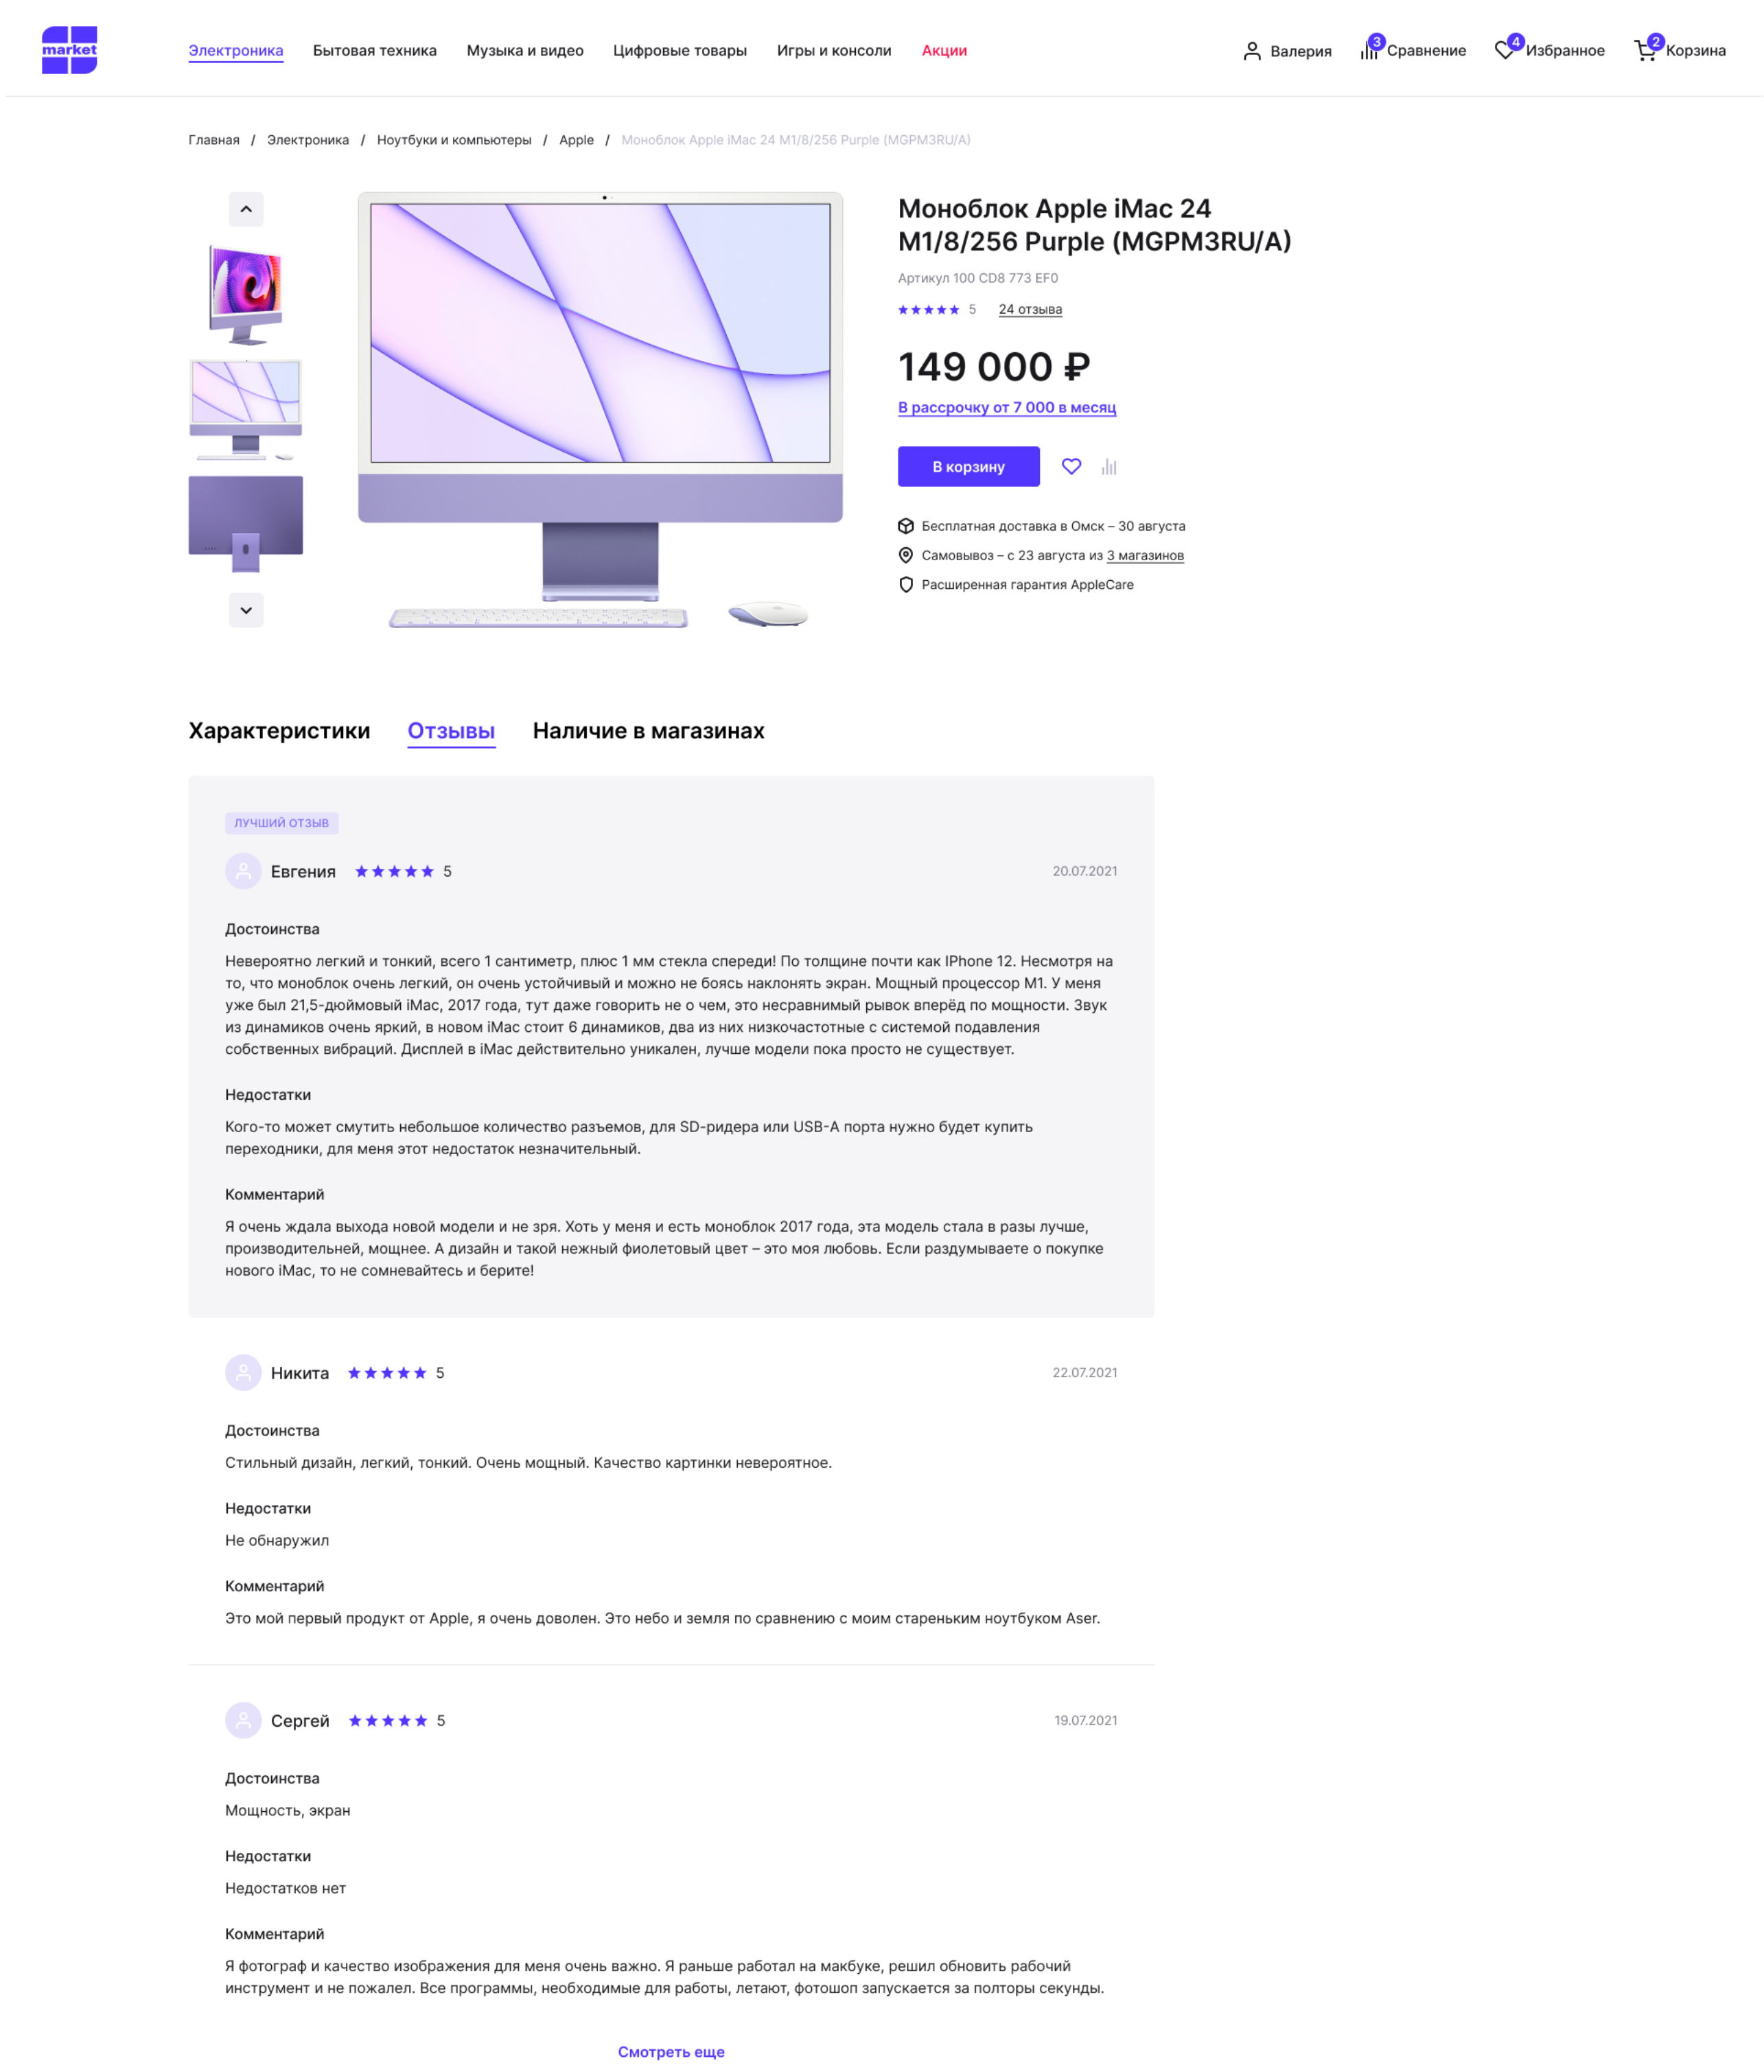 market
Электроника
Бытовая техника
Музыка и видео
Цифровые товары
Игры и консоли
Акции
Валерия
3
Сравнение
4
Избранное
2
Корзина
Главная / Электроника / Ноутбуки и компьютеры / Apple / Моноблок Apple iMac 24 M1/8/256 Purple (MGPM3RU/A)
Моноблок Apple iMac 24
M1/8/256 Purple (MGPM3RU/A)
Артикул 100 CD8 773 EF0
5
24 отзыва
149 000 ₽
В рассрочку от 7 000 в месяц
В корзину
Бесплатная доставка в Омск – 30 августа
Самовывоз – с 23 августа из 3 магазинов
Расширенная гарантия AppleCare
Характеристики
Отзывы
Наличие в магазинах
ЛУЧШИЙ ОТЗЫВ
Евгения
5
20.07.2021
Достоинства
Невероятно легкий и тонкий, всего 1 сантиметр, плюс 1 мм стекла спереди! По толщине почти как IPhone 12. Несмотря на
то, что моноблок очень легкий, он очень устойчивый и можно не боясь наклонять экран. Мощный процессор M1. У меня
уже был 21,5-дюймовый iMac, 2017 года, тут даже говорить не о чем, это несравнимый рывок вперёд по мощности. Звук
из динамиков очень яркий, в новом iMac стоит 6 динамиков, два из них низкочастотные с системой подавления
собственных вибраций. Дисплей в iMac действительно уникален, лучше модели пока просто не существует.
Недостатки
Кого-то может смутить небольшое количество разъемов, для SD-ридера или USB-A порта нужно будет купить
переходники, для меня этот недостаток незначительный.
Комментарий
Я очень ждала выхода новой модели и не зря. Хоть у меня и есть моноблок 2017 года, эта модель стала в разы лучше,
производительней, мощнее. А дизайн и такой нежный фиолетовый цвет – это моя любовь. Если раздумываете о покупке
нового iMac, то не сомневайтесь и берите!
Никита
5
22.07.2021
Достоинства
Стильный дизайн, легкий, тонкий. Очень мощный. Качество картинки невероятное.
Недостатки
Не обнаружил
Комментарий
Это мой первый продукт от Apple, я очень доволен. Это небо и земля по сравнению с моим стареньким ноутбуком Aser.
Сергей
5
19.07.2021
Достоинства
Мощность, экран
Недостатки
Недостатков нет
Комментарий
Я фотограф и качество изображения для меня очень важно. Я раньше работал на макбуке, решил обновить рабочий
инструмент и не пожалел. Все программы, необходимые для работы, летают, фотошоп запускается за полторы секунды.
Смотреть еще